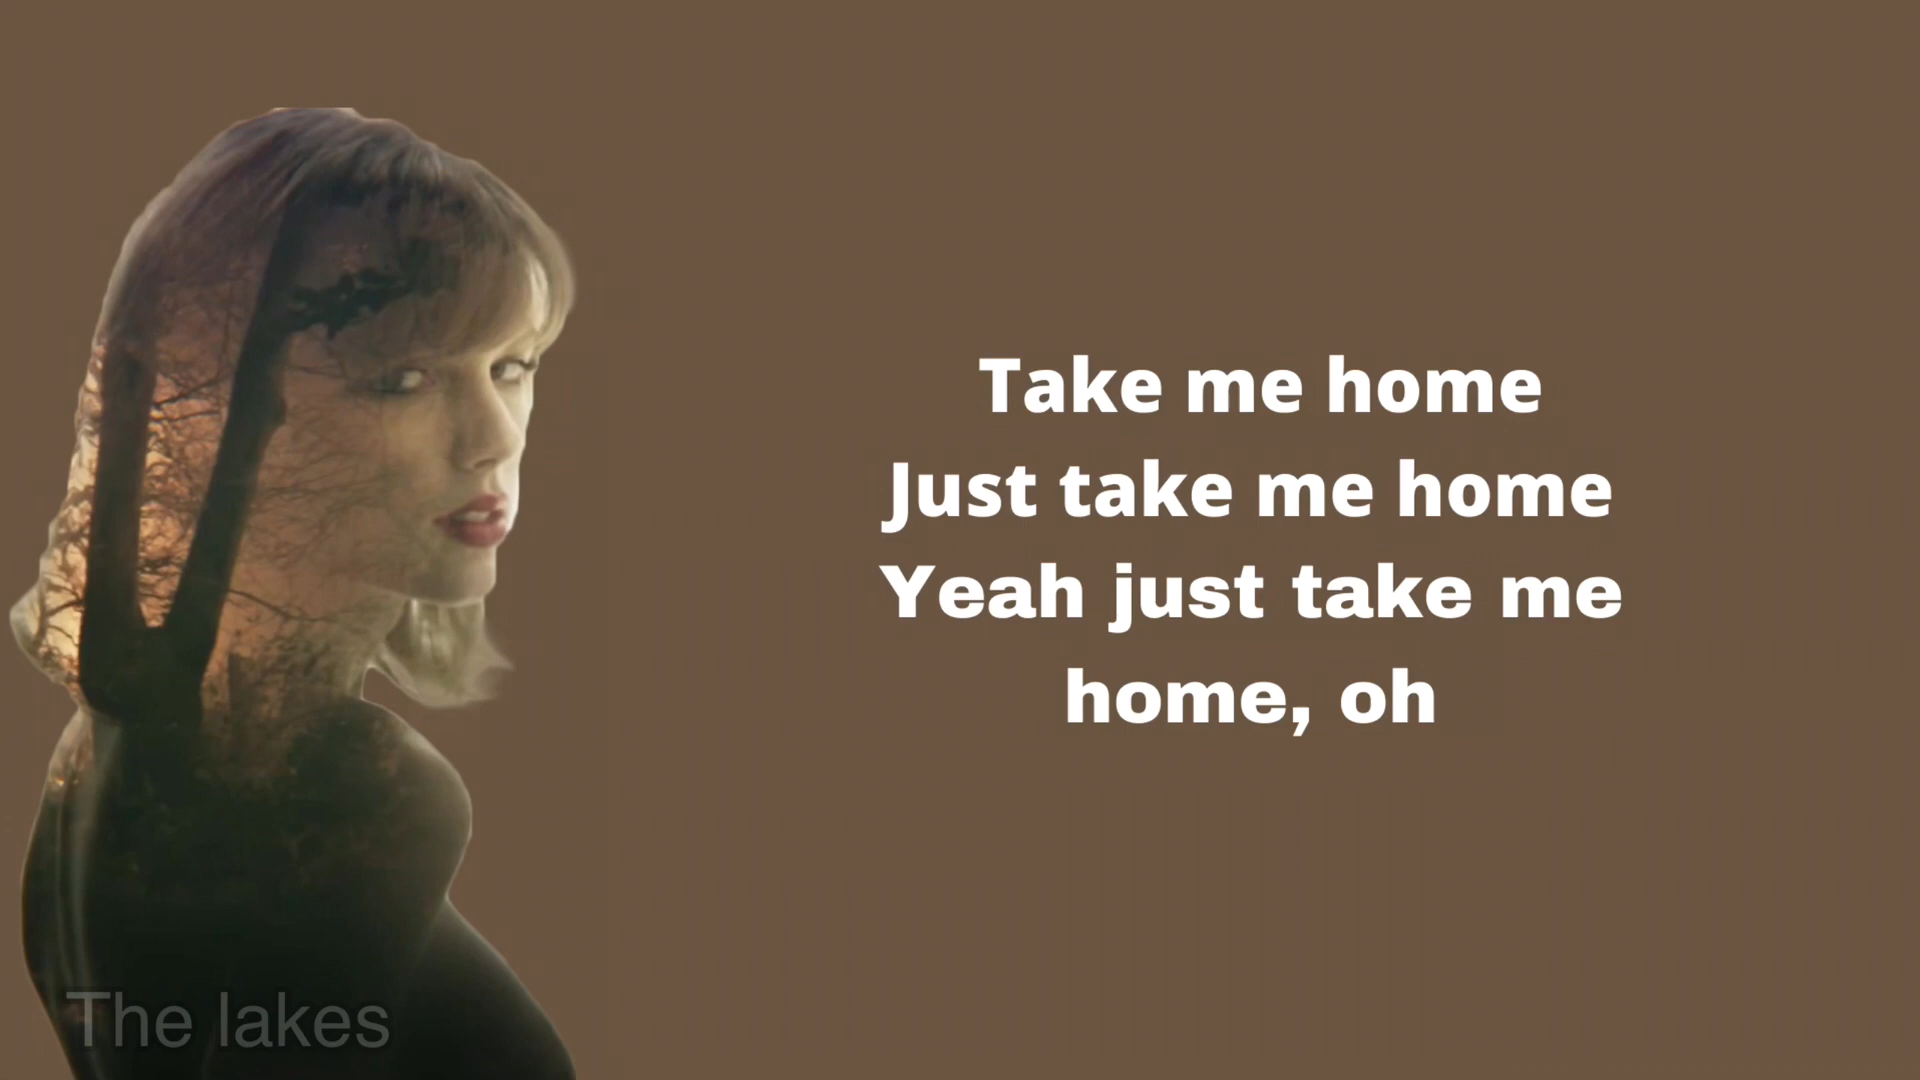 Take me home
Just take me home
Yeah just take me
home, oh
The lakes